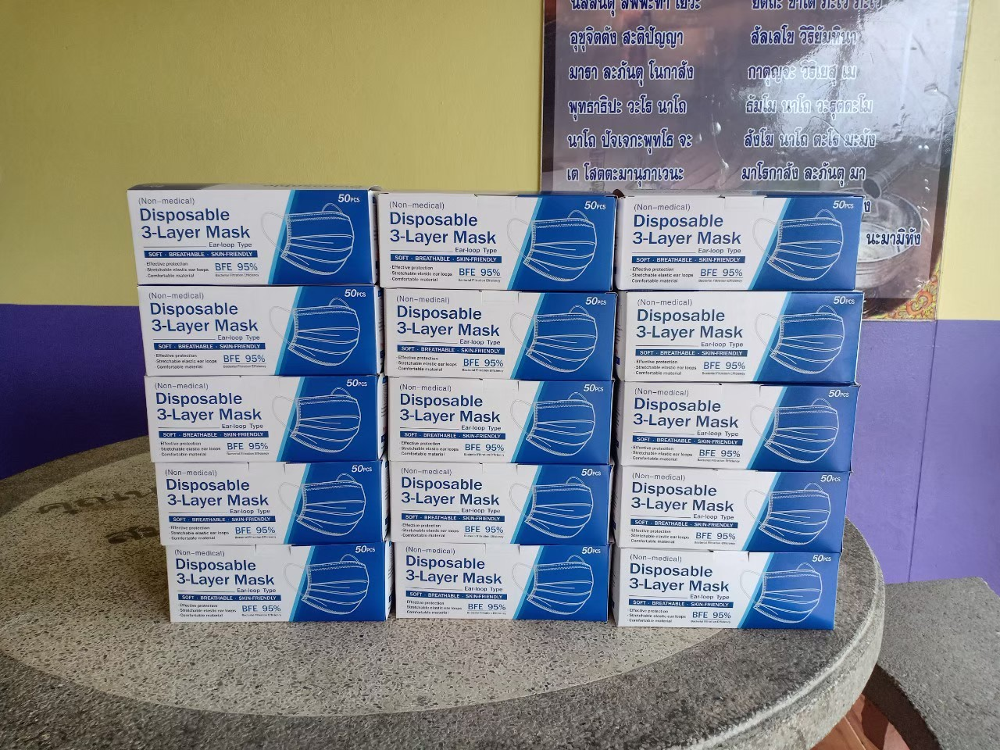 นสสันตุ สัพพะทา เยวะ
อุชุจิตตัง สะติปัญญา
มารา ละภันตุ โนกาสัง
พุทธาธิปะ วะโร นาโถ
นาโถ ปัจเจกะพุทโธ จะ
เต โสตตะมานุภาเวนะ
สัลเลโข วิริยัมหินา
กาตุญจะ วิริเยสุ เม
ธัมโม นาโถ วะรุตตะโม
สังโฆ นาโถ ตะโร มะมัง
มาโรกาสัง ละภันตุ มา
นะมามิหัง
(Non-medical)
Disposable
3-Layer Mask
Ear-loop Type
SOFT · BREATHABLE · SKIN-FRIENDLY
· Effective protection
· Stretchable elastic ear loops
· Comfortable material
BFE 95%
Bacterial Filtration Efficiency
50PCS
(Non-medical)
Disposable
3-Layer Mask
Ear-loop Type
SOFT · BREATHABLE · SKIN-FRIENDLY
· Effective protection
· Stretchable elastic ear loops
· Comfortable material
BFE 95%
Bacterial Filtration Efficiency
50PCS
(Non-medical)
Disposable
3-Layer Mask
Ear-loop Type
SOFT · BREATHABLE · SKIN-FRIENDLY
· Effective protection
· Stretchable elastic ear loops
· Comfortable material
BFE 95%
Bacterial Filtration Efficiency
50PCS
(Non-medical)
Disposable
3-Layer Mask
Ear-loop Type
SOFT · BREATHABLE · SKIN-FRIENDLY
· Effective protection
· Stretchable elastic ear loops
· Comfortable material
BFE 95%
Bacterial Filtration Efficiency
50PCS
(Non-medical)
Disposable
3-Layer Mask
Ear-loop Type
SOFT · BREATHABLE · SKIN-FRIENDLY
· Effective protection
· Stretchable elastic ear loops
· Comfortable material
BFE 95%
Bacterial Filtration Efficiency
50PCS
(Non-medical)
Disposable
3-Layer Mask
Ear-loop Type
SOFT · BREATHABLE · SKIN-FRIENDLY
· Effective protection
· Stretchable elastic ear loops
· Comfortable material
BFE 95%
Bacterial Filtration Efficiency
50PCS
(Non-medical)
Disposable
3-Layer Mask
Ear-loop Type
SOFT · BREATHABLE · SKIN-FRIENDLY
· Effective protection
· Stretchable elastic ear loops
· Comfortable material
BFE 95%
Bacterial Filtration Efficiency
50PCS
(Non-medical)
Disposable
3-Layer Mask
Ear-loop Type
SOFT · BREATHABLE · SKIN-FRIENDLY
· Effective protection
· Stretchable elastic ear loops
· Comfortable material
BFE 95%
Bacterial Filtration Efficiency
50PCS
(Non-medical)
Disposable
3-Layer Mask
Ear-loop Type
SOFT · BREATHABLE · SKIN-FRIENDLY
· Effective protection
· Stretchable elastic ear loops
· Comfortable material
BFE 95%
Bacterial Filtration Efficiency
50PCS
(Non-medical)
Disposable
3-Layer Mask
Ear-loop Type
SOFT · BREATHABLE · SKIN-FRIENDLY
· Effective protection
· Stretchable elastic ear loops
· Comfortable material
BFE 95%
Bacterial Filtration Efficiency
50PCS
(Non-medical)
Disposable
3-Layer Mask
Ear-loop Type
SOFT · BREATHABLE · SKIN-FRIENDLY
· Effective protection
· Stretchable elastic ear loops
· Comfortable material
BFE 95%
Bacterial Filtration Efficiency
50PCS
(Non-medical)
Disposable
3-Layer Mask
Ear-loop Type
SOFT · BREATHABLE · SKIN-FRIENDLY
· Effective protection
· Stretchable elastic ear loops
· Comfortable material
BFE 95%
Bacterial Filtration Efficiency
50PCS
(Non-medical)
Disposable
3-Layer Mask
Ear-loop Type
SOFT · BREATHABLE · SKIN-FRIENDLY
· Effective protection
· Stretchable elastic ear loops
· Comfortable material
BFE 95%
Bacterial Filtration Efficiency
50PCS
(Non-medical)
Disposable
3-Layer Mask
Ear-loop Type
SOFT · BREATHABLE · SKIN-FRIENDLY
· Effective protection
· Stretchable elastic ear loops
· Comfortable material
BFE 95%
Bacterial Filtration Efficiency
50PCS
(Non-medical)
Disposable
3-Layer Mask
Ear-loop Type
SOFT · BREATHABLE · SKIN-FRIENDLY
· Effective protection
· Stretchable elastic ear loops
· Comfortable material
BFE 95%
Bacterial Filtration Efficiency
50PCS